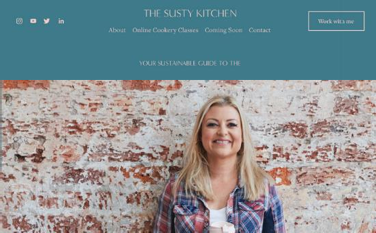 THE SUSTY KITCHEN
About Online Cookery Classes Coming Soon Contact
Work with me
YOUR SUSTAINABLE GUIDE TO THE